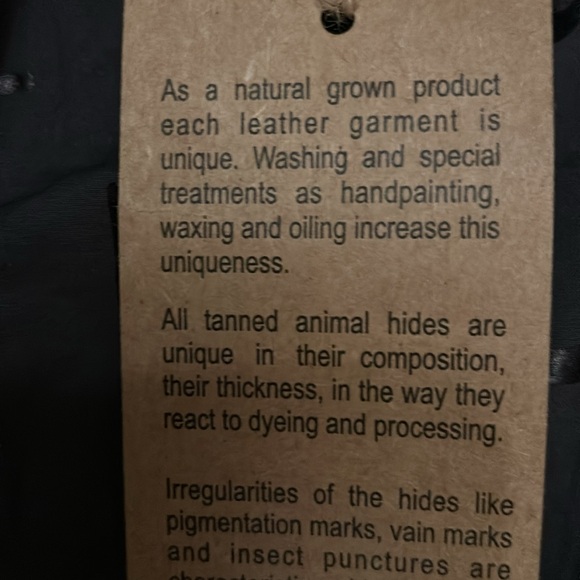 As a natural grown product
each leather garment is
unique. Washing and special
treatments as handpainting,
waxing and oiling increase this
uniqueness.
All tanned animal hides are
unique in their composition,
their thickness, in the way they
react to dyeing and processing.
Irregularities of the hides like
pigmentation marks, vain marks
and insect punctures are